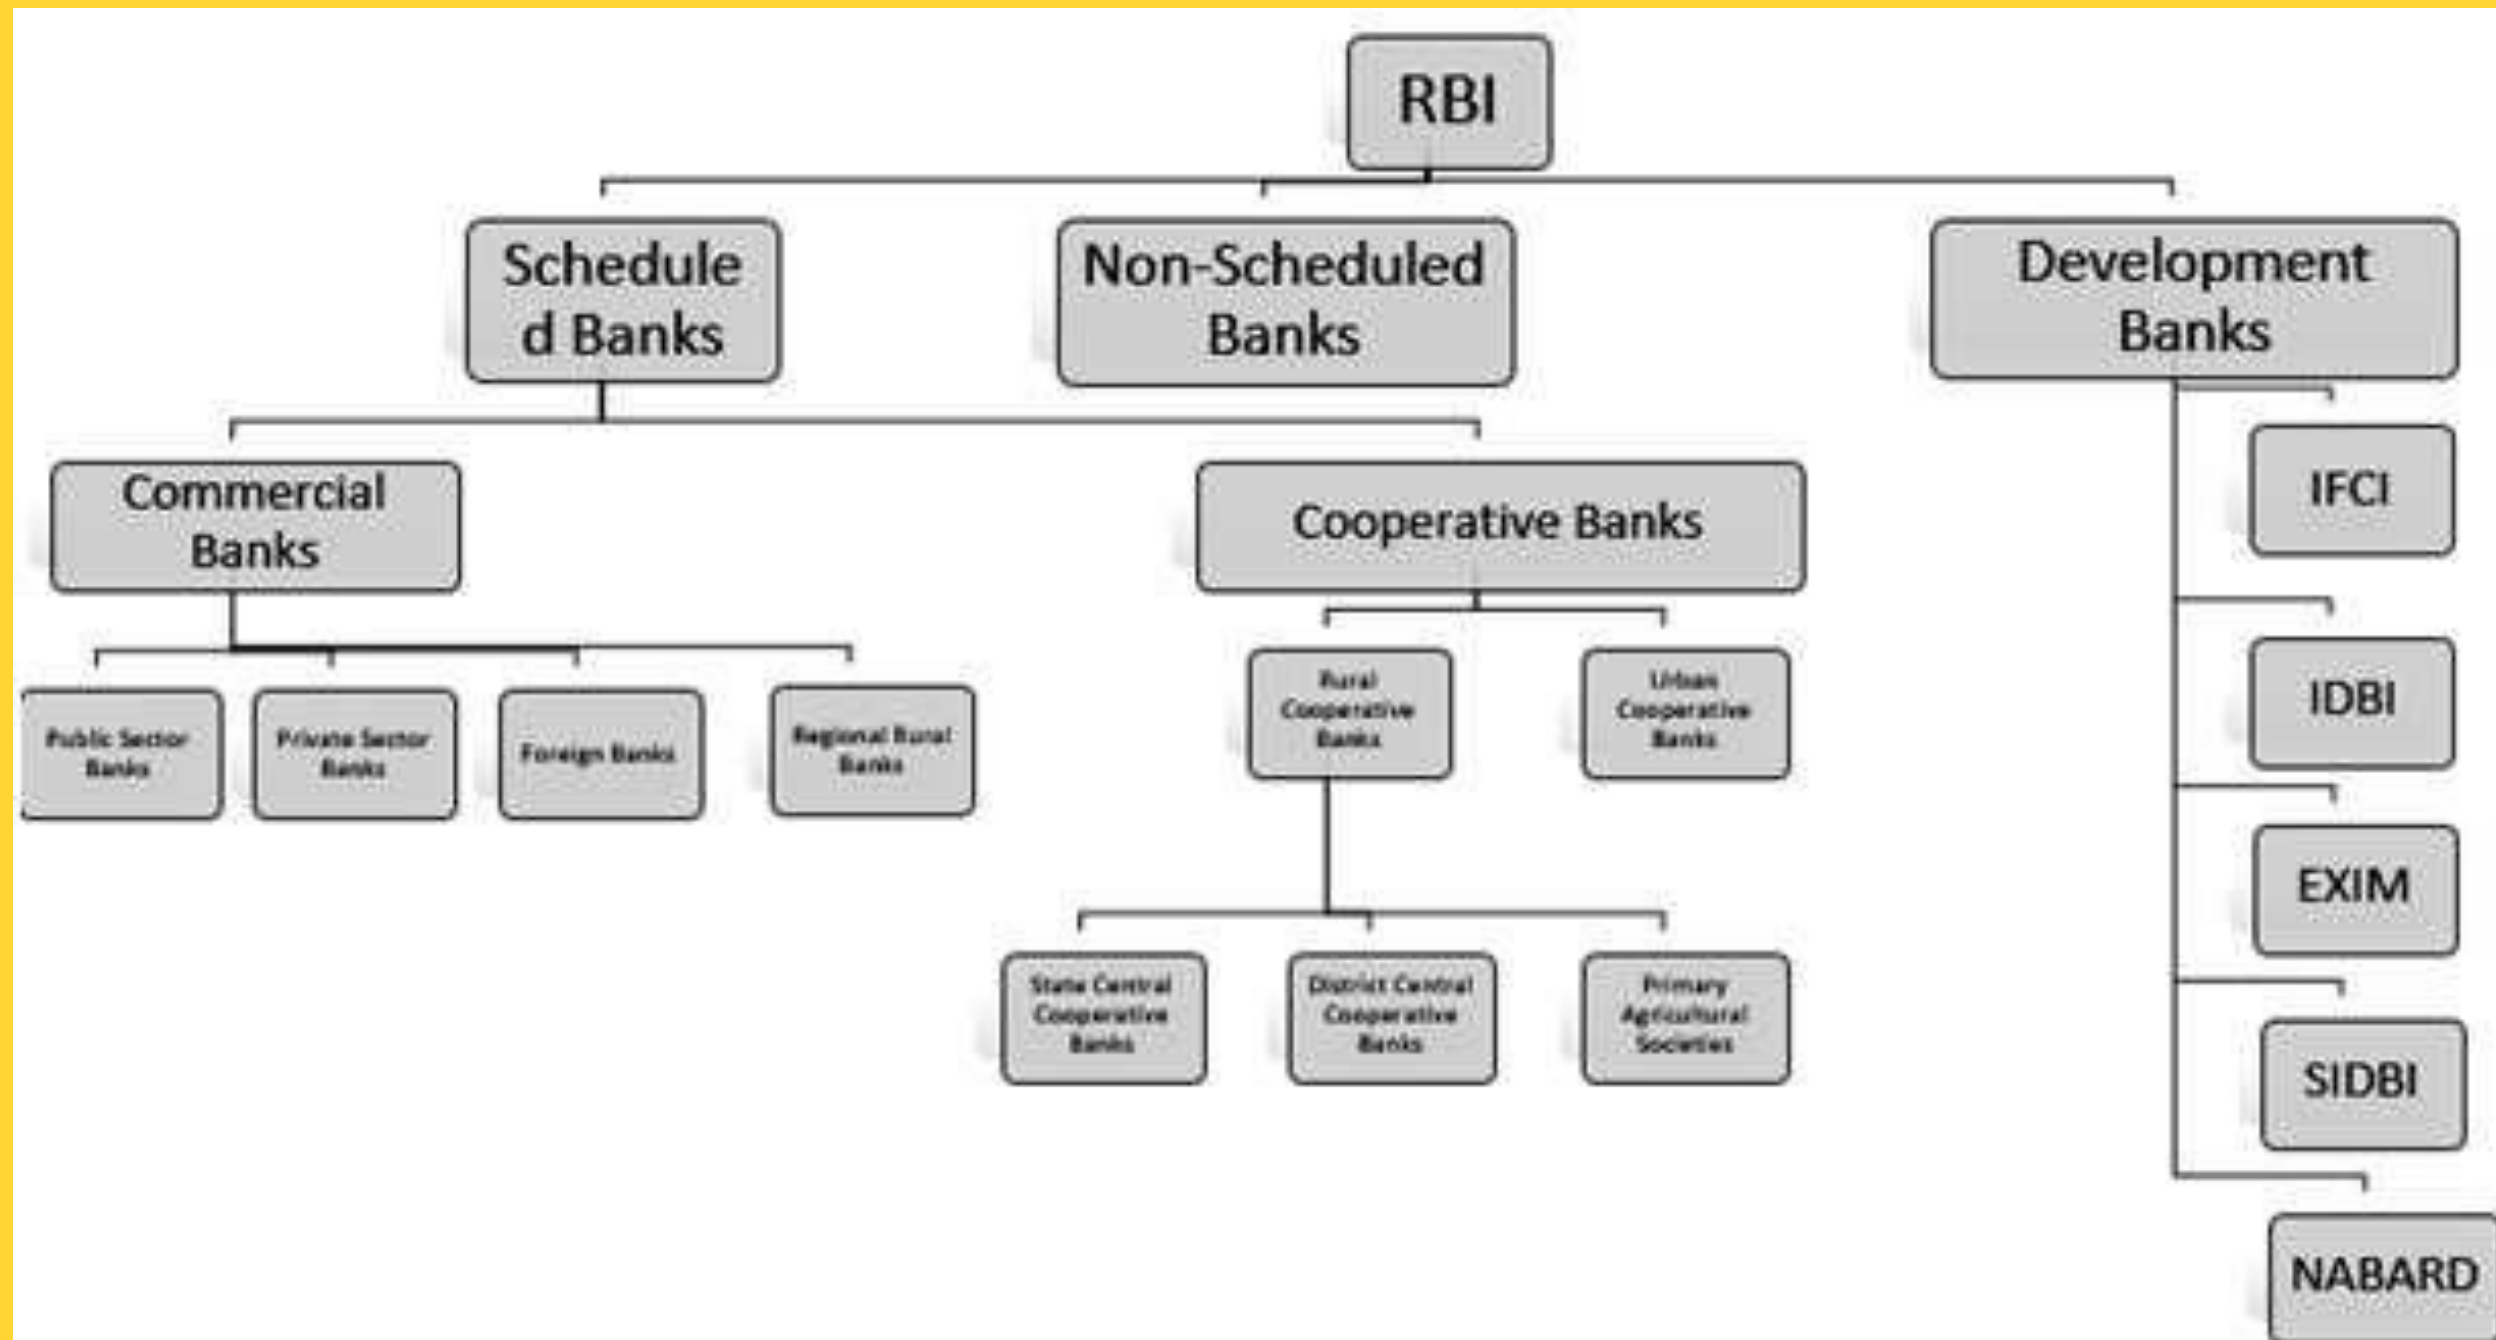 RBI
Schedule
d Banks
Non-Scheduled
Banks
Development
Banks
Commercial
Banks
Cooperative Banks
IFCI
Public Sector
Banks
Private Sector
Banks
Foreign Banks
Regional Rural
Banks
Rural
Cooperative
Banks
Urban
Cooperative
Banks
IDBI
EXIM
State Central
Cooperative
Banks
District Central
Cooperative
Banks
Primary
Agricultural
Societies
SIDBI
NABARD